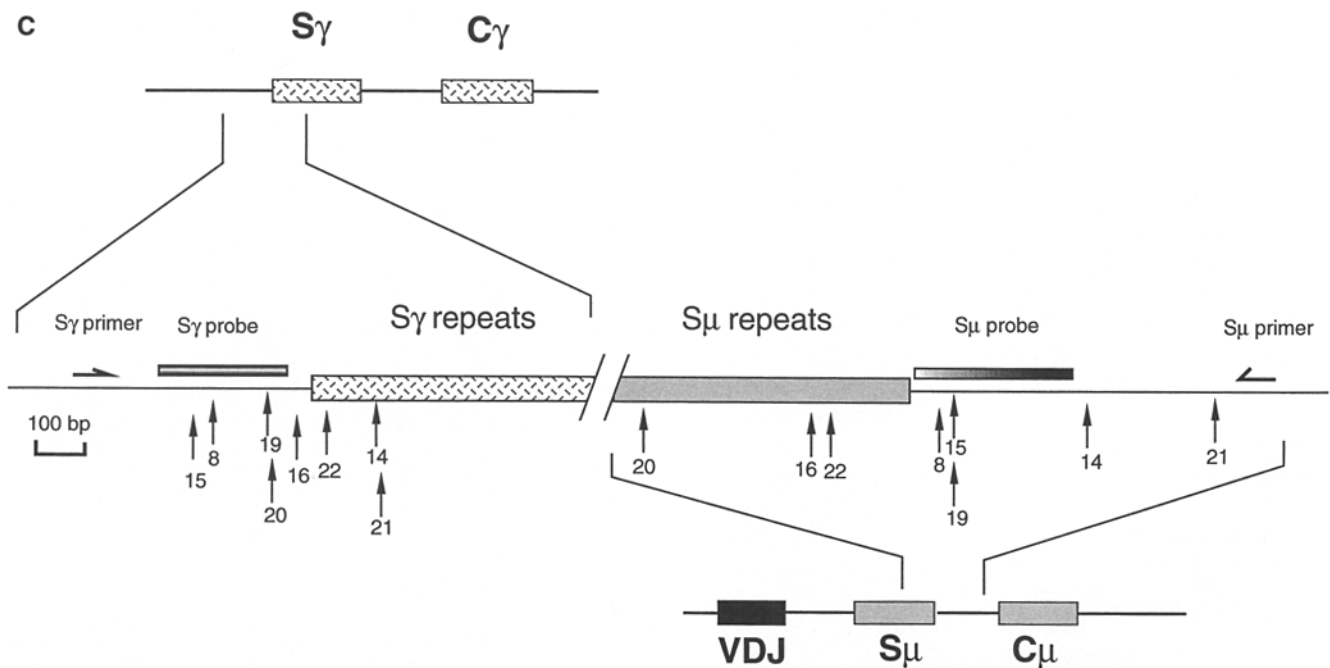 c
Sγ Cγ
Sγ primer Sγ probe Sγ repeats Sμ repeats Sμ probe Sμ primer
100 bp
15 8 19 16 22 14 20 16 22 8 15 14 21
20 21 19
VDJ Sμ Cμ